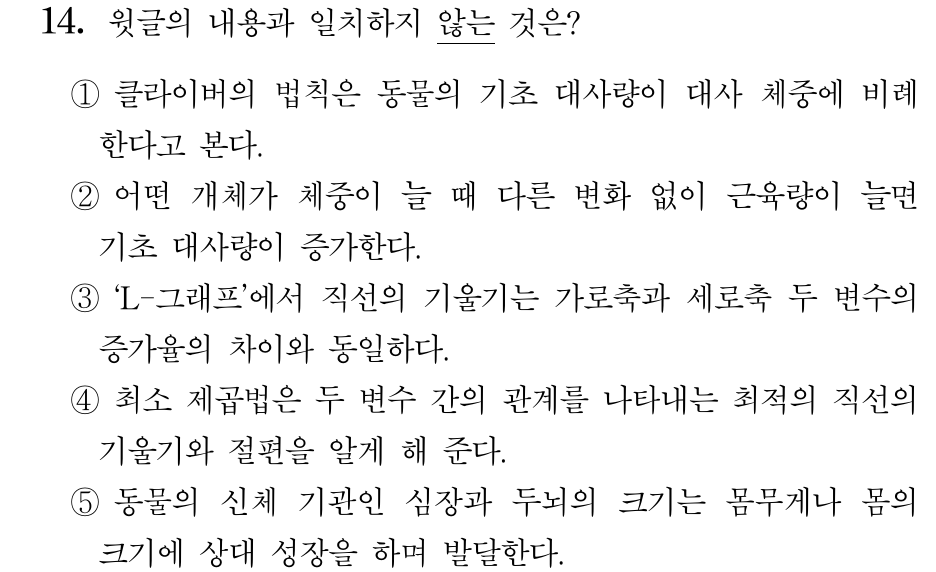 14. 윗글의 내용과 일치하지 않는 것은?
① 클라이버의 법칙은 동물의 기초 대사량이 대사 체중에 비례
한다고 본다.
② 어떤 개체가 체중이 늘 때 다른 변화 없이 근육량이 늘면
기초 대사량이 증가한다.
③ ‘L-그래프’에서 직선의 기울기는 가로축과 세로축 두 변수의
증가율의 차이와 동일하다.
④ 최소 제곱법은 두 변수 간의 관계를 나타내는 최적의 직선의
기울기와 절편을 알게 해 준다.
⑤ 동물의 신체 기관인 심장과 두뇌의 크기는 몸무게나 몸의
크기에 상대 성장을 하며 발달한다.